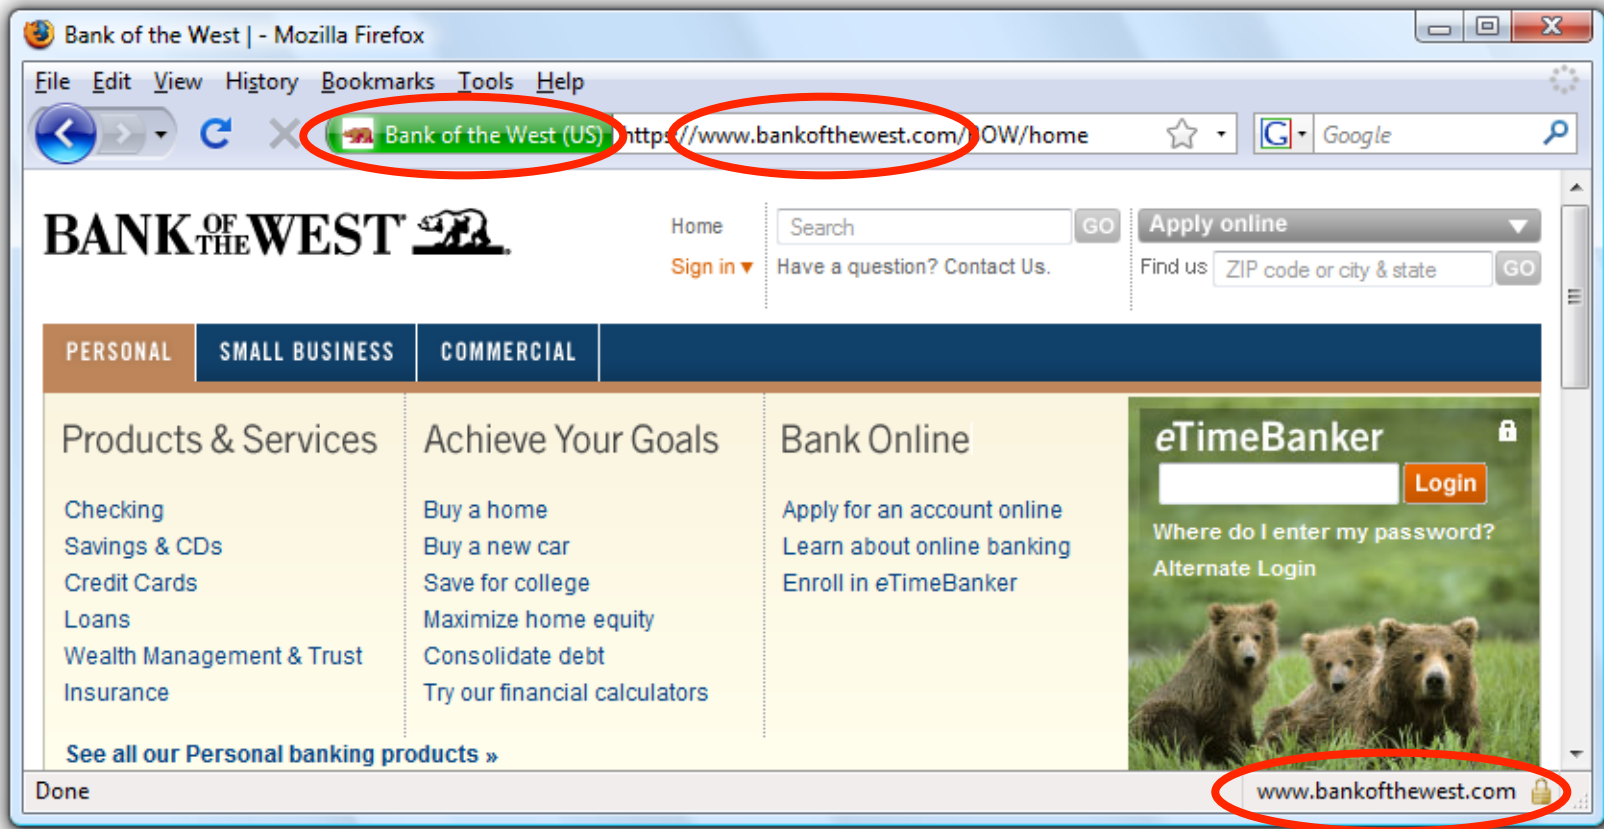 Bank of the West | - Mozilla Firefox
File Edit View History Bookmarks Tools Help
Bank of the West (US) https://www.bankofthewest.com/BOW/home Google
BANK OF THE WEST
Home Search GO Apply online
Sign in Have a question? Contact Us. Find us ZIP code or city & state GO
PERSONAL SMALL BUSINESS COMMERCIAL
Products & Services
Checking
Savings & CDs
Credit Cards
Loans
Wealth Management & Trust
Insurance
See all our Personal banking products »
Achieve Your Goals
Buy a home
Buy a new car
Save for college
Maximize home equity
Consolidate debt
Try our financial calculators
Bank Online
Apply for an account online
Learn about online banking
Enroll in eTimeBanker
eTimeBanker
Login
Where do I enter my password?
Alternate Login
Done www.bankofthewest.com